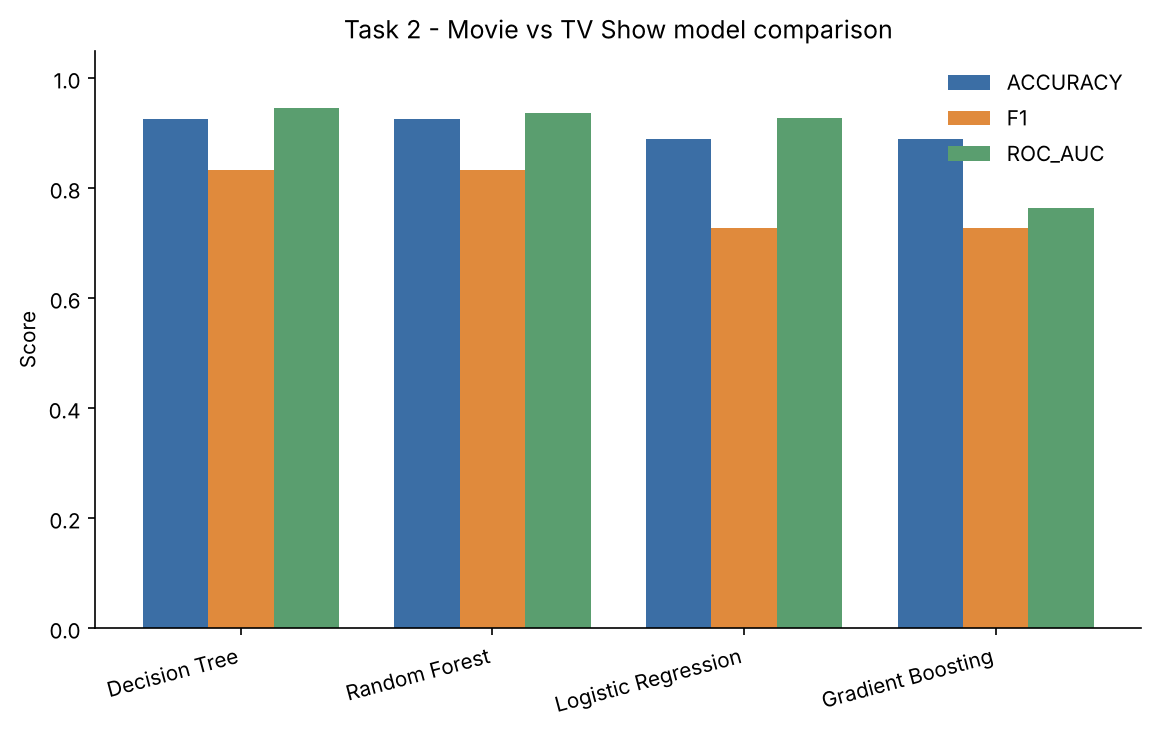 Task 2 - Movie vs TV Show model comparison
ACCURACY
F1
ROC_AUC
Score
1.0
0.8
0.6
0.4
0.2
0.0
Decision Tree
Random Forest
Logistic Regression
Gradient Boosting